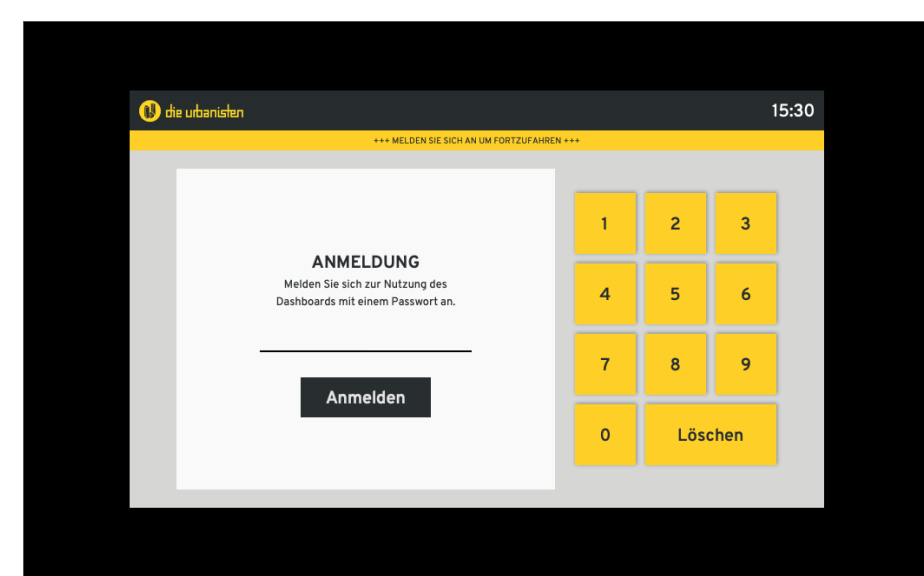 die urbanisten
15:30
+++ MELDEN SIE SICH AN UM FORTZUFAHREN +++
ANMELDUNG
Melden Sie sich zur Nutzung des
Dashboards mit einem Passwort an.
Anmelden
1 2 3
4 5 6
7 8 9
0 Löschen